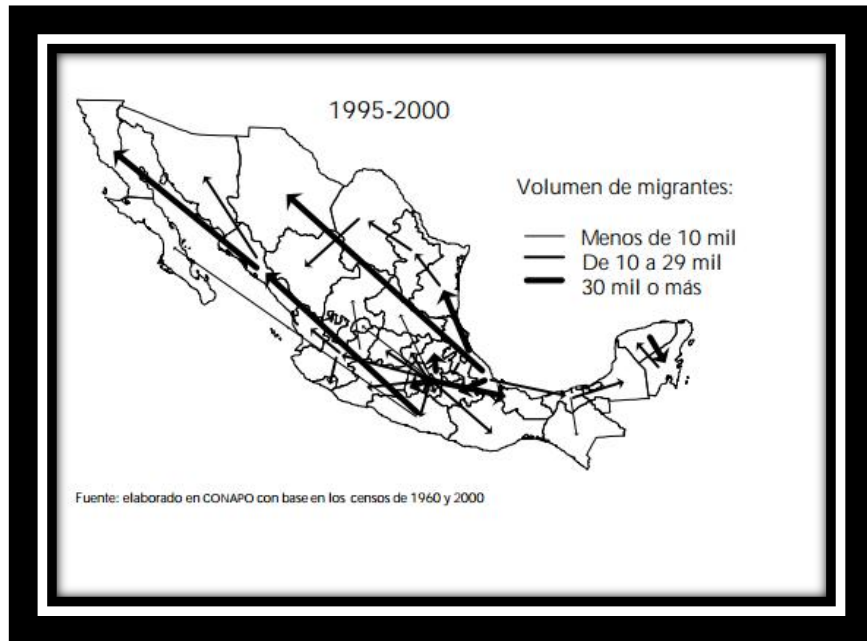 1995-2000
Volumen de migrantes:
Menos de 10 mil
De 10 a 29 mil
30 mil o más
Fuente: elaborado en CONAPO con base en los censos de 1960 y 2000